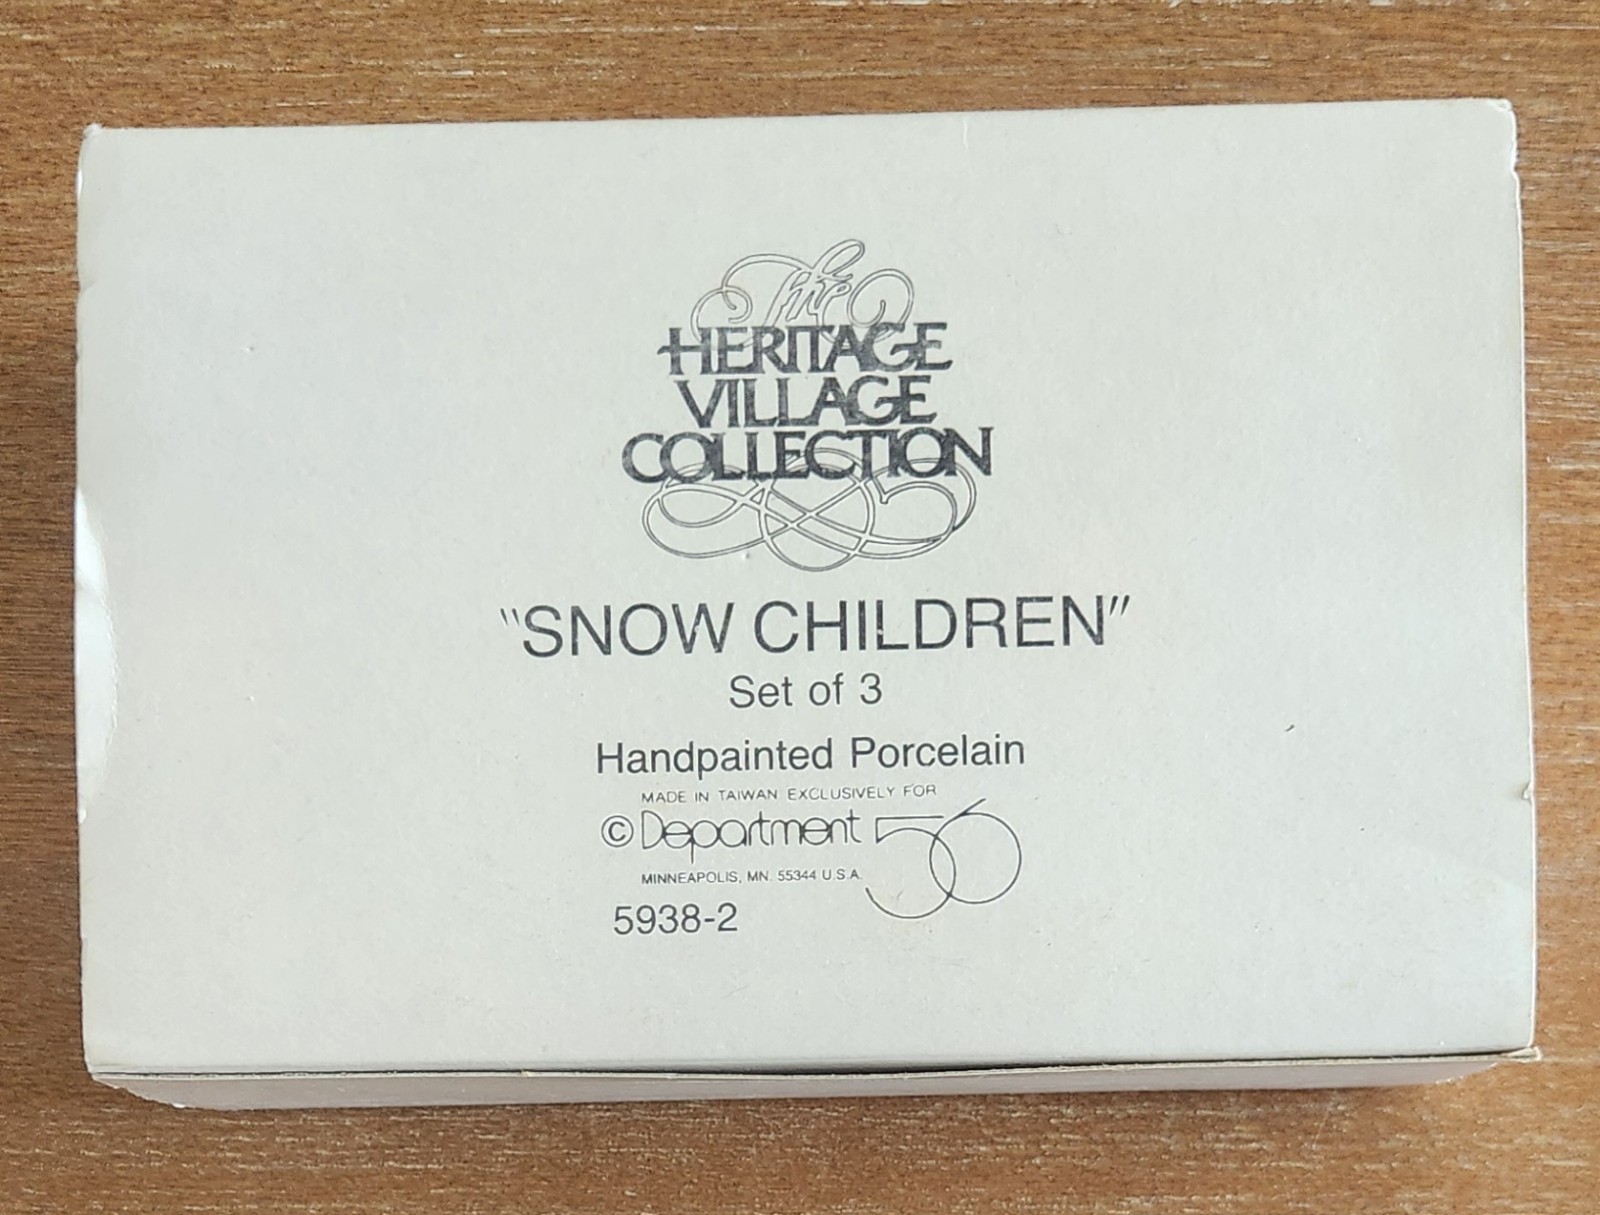 The
HERITAGE
VILLAGE
COLLECTION
"SNOW CHILDREN"
Set of 3
Handpainted Porcelain
MADE IN TAIWAN EXCLUSIVELY FOR
© Department 56
MINNEAPOLIS, MN. 55344 U.S.A.
5938-2